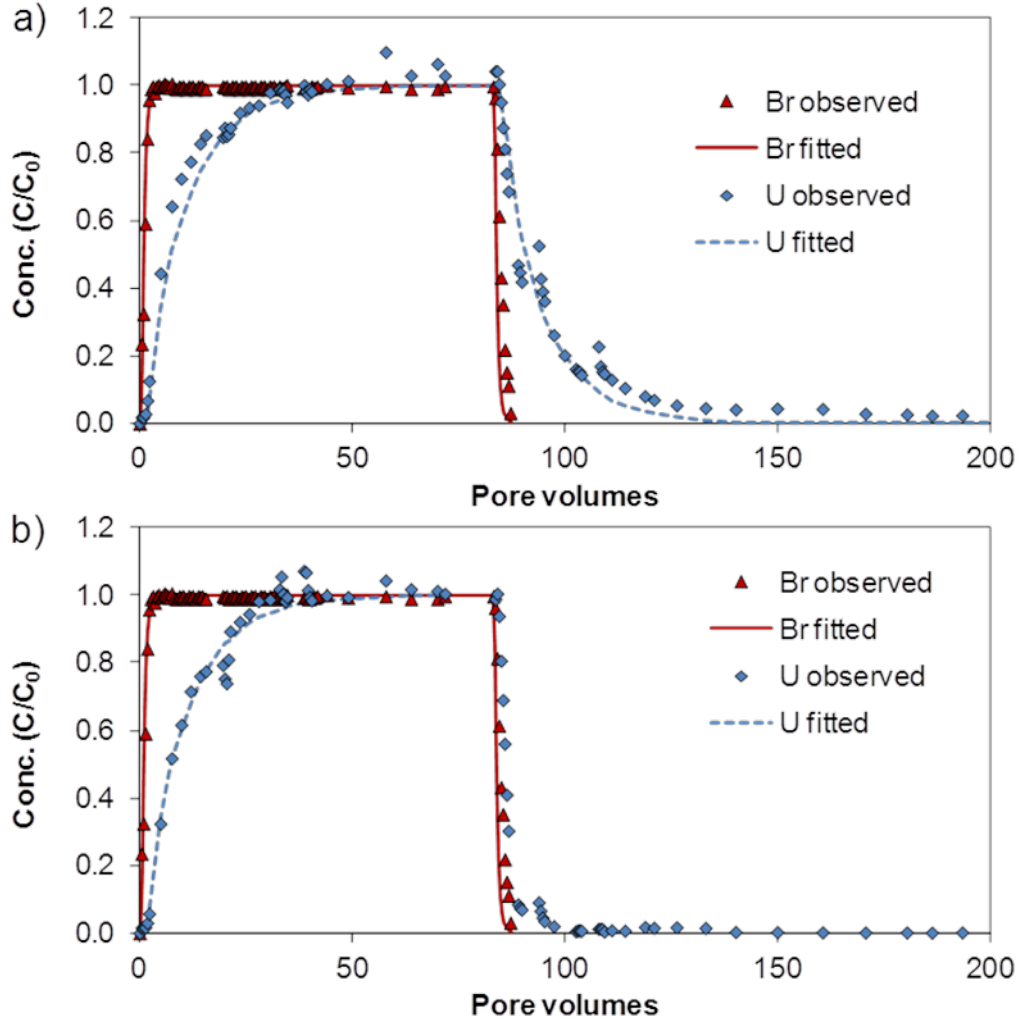 a)
1.2
1.0
0.8
0.6
0.4
0.2
0.0
Conc. (C/C0)
Br observed
Br fitted
U observed
U fitted
0 50 100 150 200
Pore volumes
b)
1.2
1.0
0.8
0.6
0.4
0.2
0.0
Conc. (C/C0)
Br observed
Br fitted
U observed
U fitted
0 50 100 150 200
Pore volumes